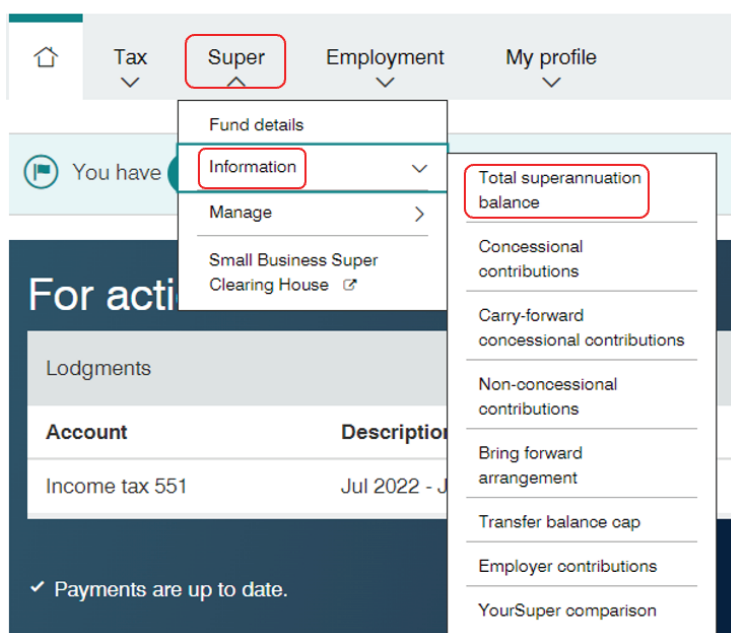 Tax
Super
Employment
My profile
Fund details
Information
Manage
Small Business Super
Clearing House
You have
Total superannuation
balance
Concessional
contributions
Carry-forward
concessional contributions
Non-concessional
contributions
Bring forward
arrangement
Transfer balance cap
Employer contributions
YourSuper comparison
For acti
Lodgments
Account
Description
Income tax 551
Jul 2022 - J
Payments are up to date.